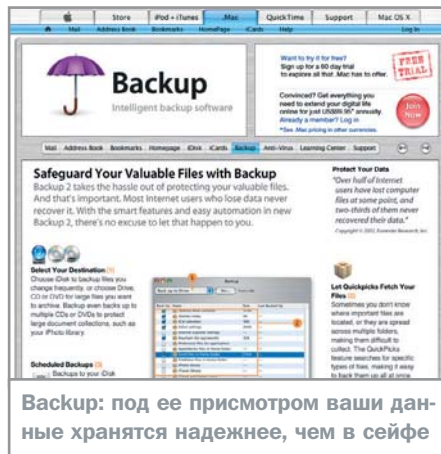 Store iPod + iTunes .Mac QuickTime Support Mac OS X
Mail Address Book Bookmarks HomePage iCards Help Log In
Backup
Intelligent backup software
Want to try it for free?
Sign up for a 60 day trial
to explore all that .Mac has to offer.
FREE
TRIAL
Convinced? Get everything you
need to extend your digital life
online for just US$99.95* annually.
Already a member? Log in
*See .Mac pricing in other currencies.
Join
Now
Mail Address Book Bookmarks Homepage iDisk iCards Backup Anti-Virus Learning Center Support
Safeguard Your Valuable Files with Backup
Backup 2 takes the hassle out of protecting your valuable files.
And that's important. Most Internet users who lose data never
recover it. With the smart features and easy automation in new
Backup 2, there's no excuse to let that happen to you.
Protect Your Data
"Over half of Internet
users have lost computer
files at some point, and
two-thirds of them never
recovered their data."
Select Your Destination (1)
Choose iDisk to backup files you
change frequently, or choose Drive,
CD or DVD for large files you want
to archive. Backup even backs up to
multiple CDs or DVDs to protect
large document collections, such as
your iPhoto library.
Scheduled Backups (3)
Backups to your iDisk
Backup
Let Quickpicks Fetch Your
Files (2)
Sometimes you don't know
where important files are
located, or they are spread
across multiple folders,
making them difficult to
collect. The QuickPicks
feature searches for specific
types of files, making it easy
to back them up all at once.
Backup: под ее присмотром ваши дан-
ные хранятся надежнее, чем в сейфе